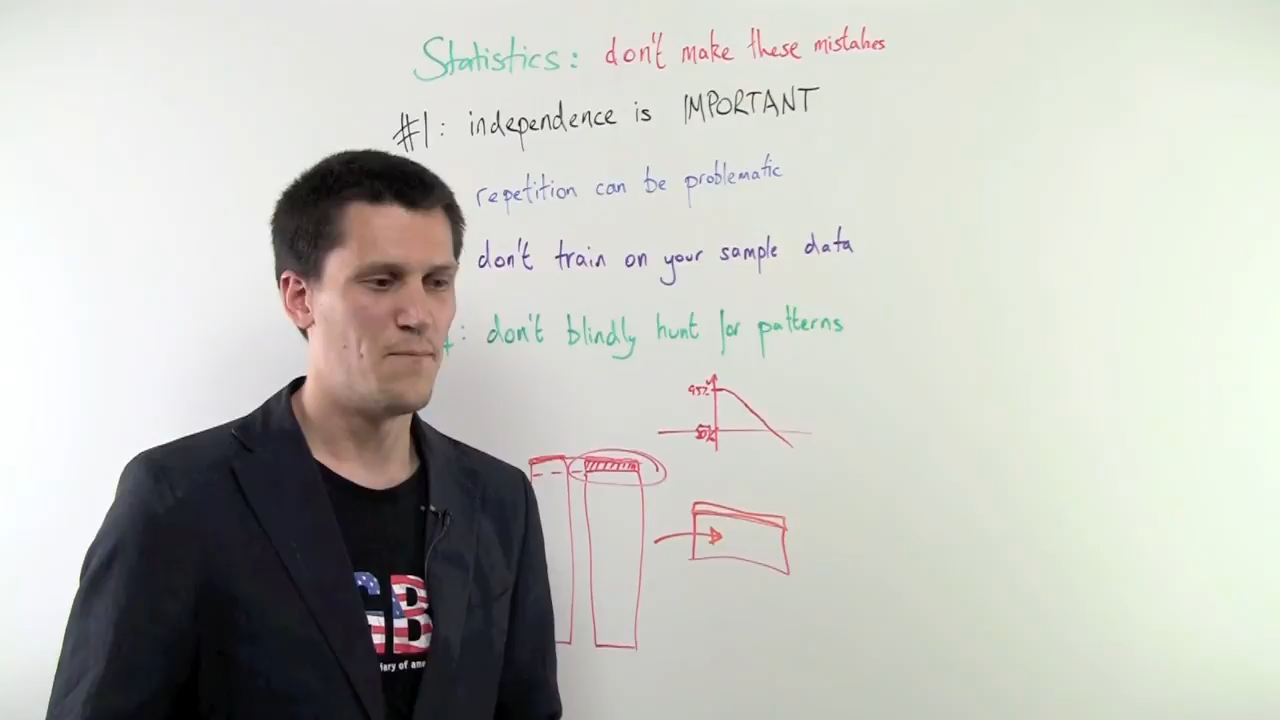 Statistics: don't make these mistakes
#1: independence is IMPORTANT
repetition can be problematic
don't train on your sample data
: don't blindly hunt for patterns
95%
50%
CB